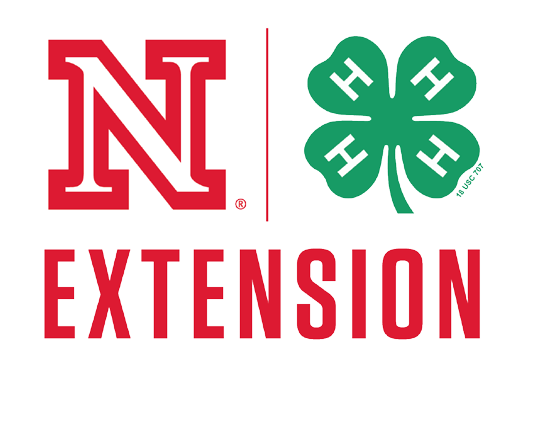 N®
H H
H H
18 USC 707
EXTENSION